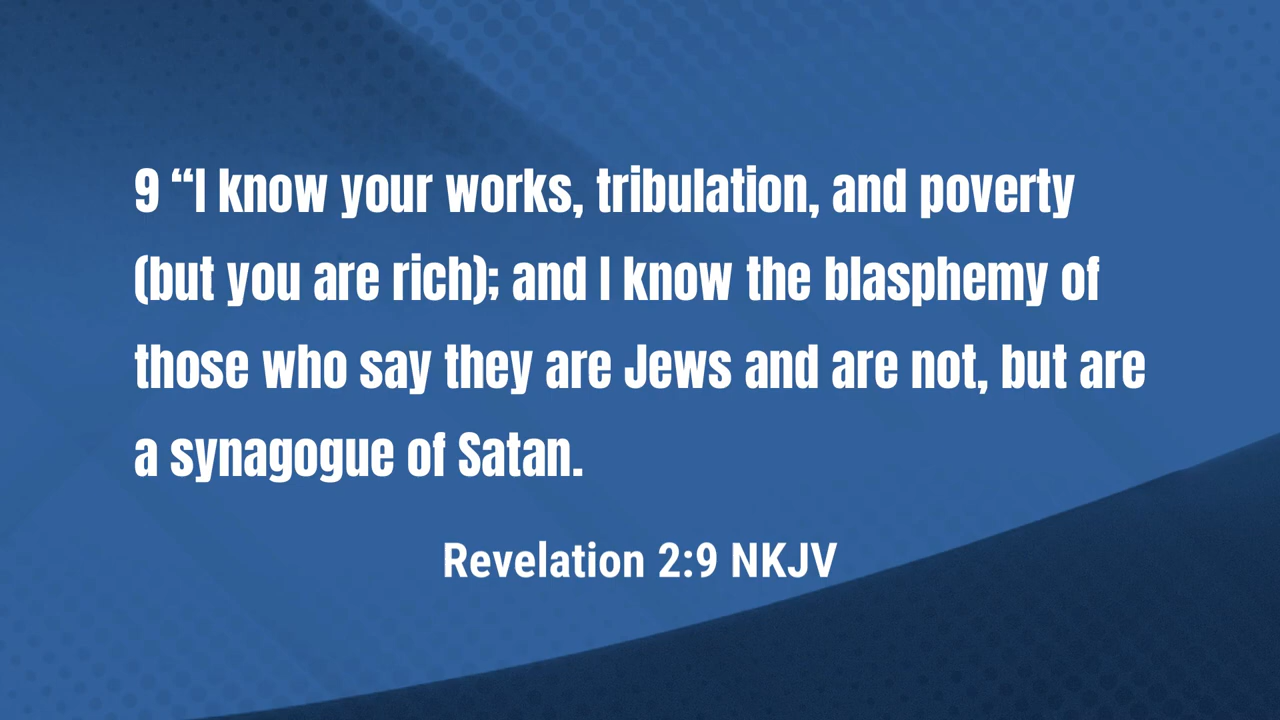 9 “I know your works, tribulation, and poverty
(but you are rich); and I know the blasphemy of
those who say they are Jews and are not, but are
a synagogue of Satan.
Revelation 2:9 NKJV